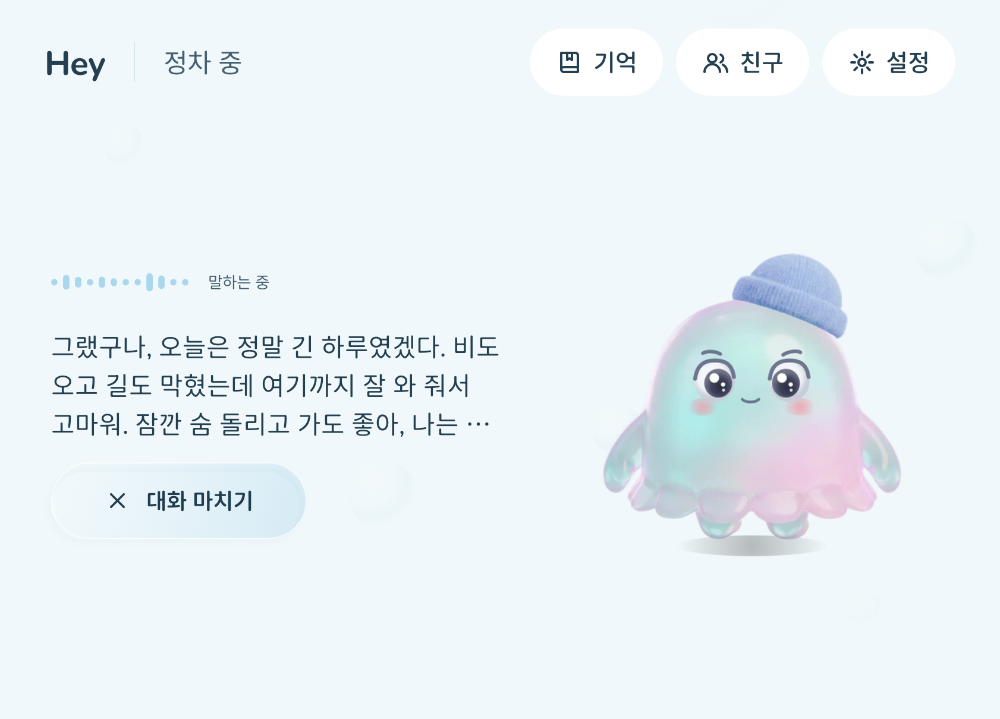 Hey
정차 중
기억
친구
설정
말하는 중
그랬구나, 오늘은 정말 긴 하루였겠다. 비도
오고 길도 막혔는데 여기까지 잘 와 줘서
고마워. 잠깐 숨 돌리고 가도 좋아, 나는 …
대화 마치기